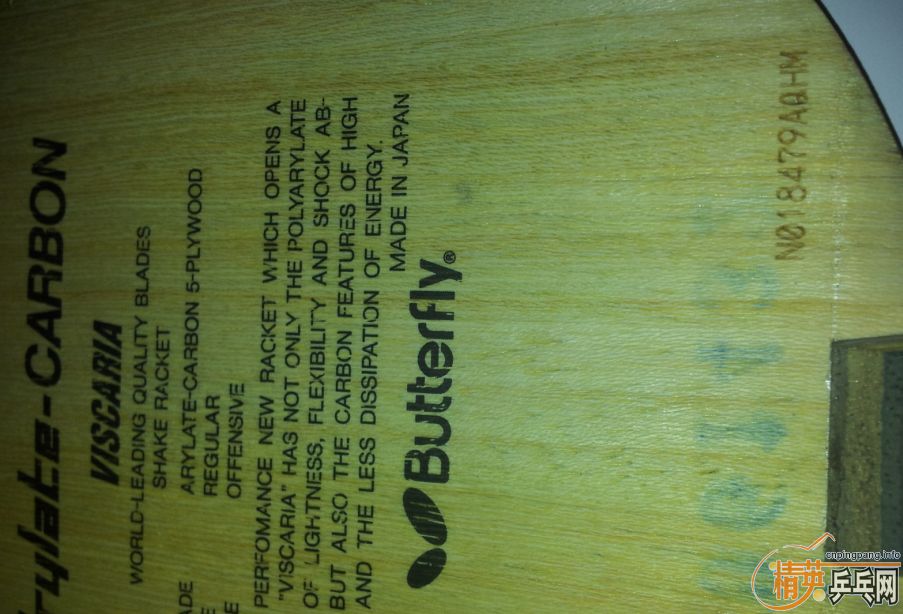 Arylate-CARBON
VISCARIA
WORLD-LEADING QUALITY BLADES
SHAKE RACKET
ARYLATE-CARBON 5-PLYWOOD
REGULAR
OFFENSIVE
PERFOMANCE NEW RACKET WHICH OPENS A
"VISCARIA" HAS NOT ONLY THE POLYARYLATE
OF LIGHTNESS, FLEXIBILITY AND SHOCK AB-
BUT ALSO THE CARBON FEATURES OF HIGH
AND THE LESS DISSIPATION OF ENERGY.
MADE IN JAPAN
Butterfly®
N018479AQHM
cnpingpang.info
精英乒乓网